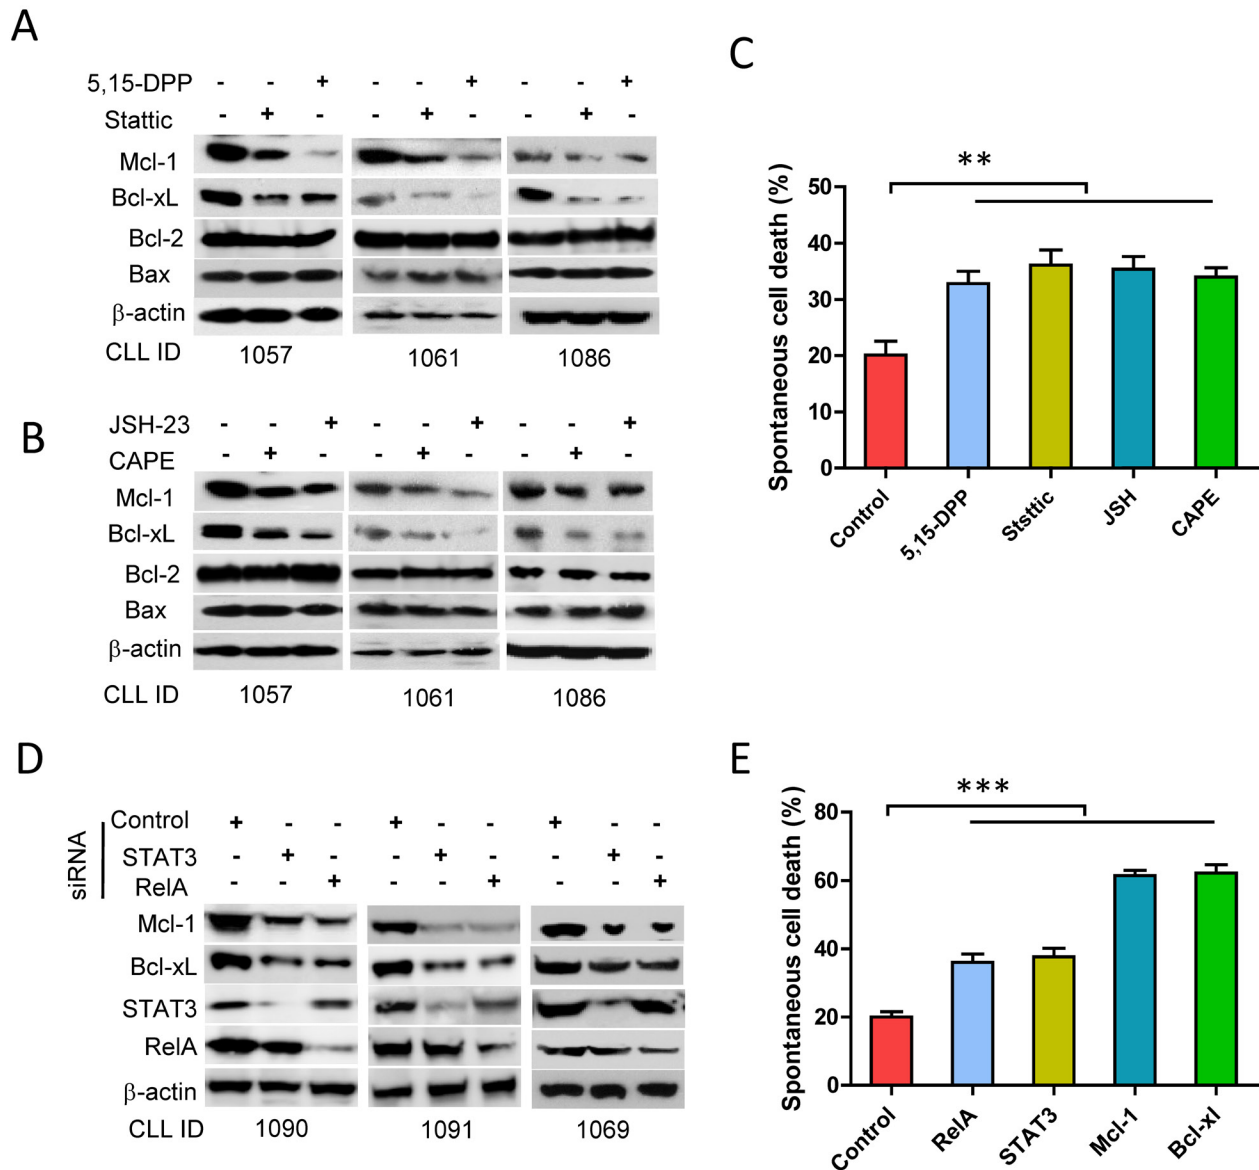 A
5,15-DPP - - + - - + - - +
Stattic - + - - + - - + -
Mcl-1
Bcl-xL
Bcl-2
Bax
β-actin
CLL ID 1057 1061 1086
B
JSH-23 - - + - - + - - +
CAPE - + - - + - - + -
Mcl-1
Bcl-xL
Bcl-2
Bax
β-actin
CLL ID 1057 1061 1086
C
**
Spontaneous cell death (%)
50
40
30
20
10
0
Control 5,15-DPP Ststtic JSH CAPE
D
siRNA
Control + - - + - - + - -
STAT3 - + - - + - - + -
RelA - - + - - + - - +
Mcl-1
Bcl-xL
STAT3
RelA
β-actin
CLL ID 1090 1091 1069
E
***
Spontaneous cell death (%)
80
60
40
20
0
Control RelA STAT3 Mcl-1 Bcl-xl